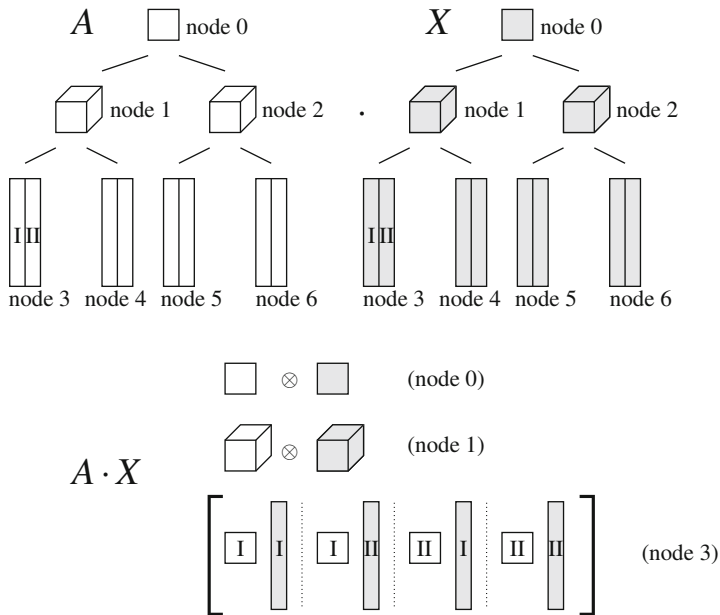 A node 0 X node 0
node 1 node 2 · node 1 node 2
I II I II
node 3 node 4 node 5 node 6 node 3 node 4 node 5 node 6
⊗ (node 0)
⊗ (node 1)
A · X
I I I II II I II II
(node 3)